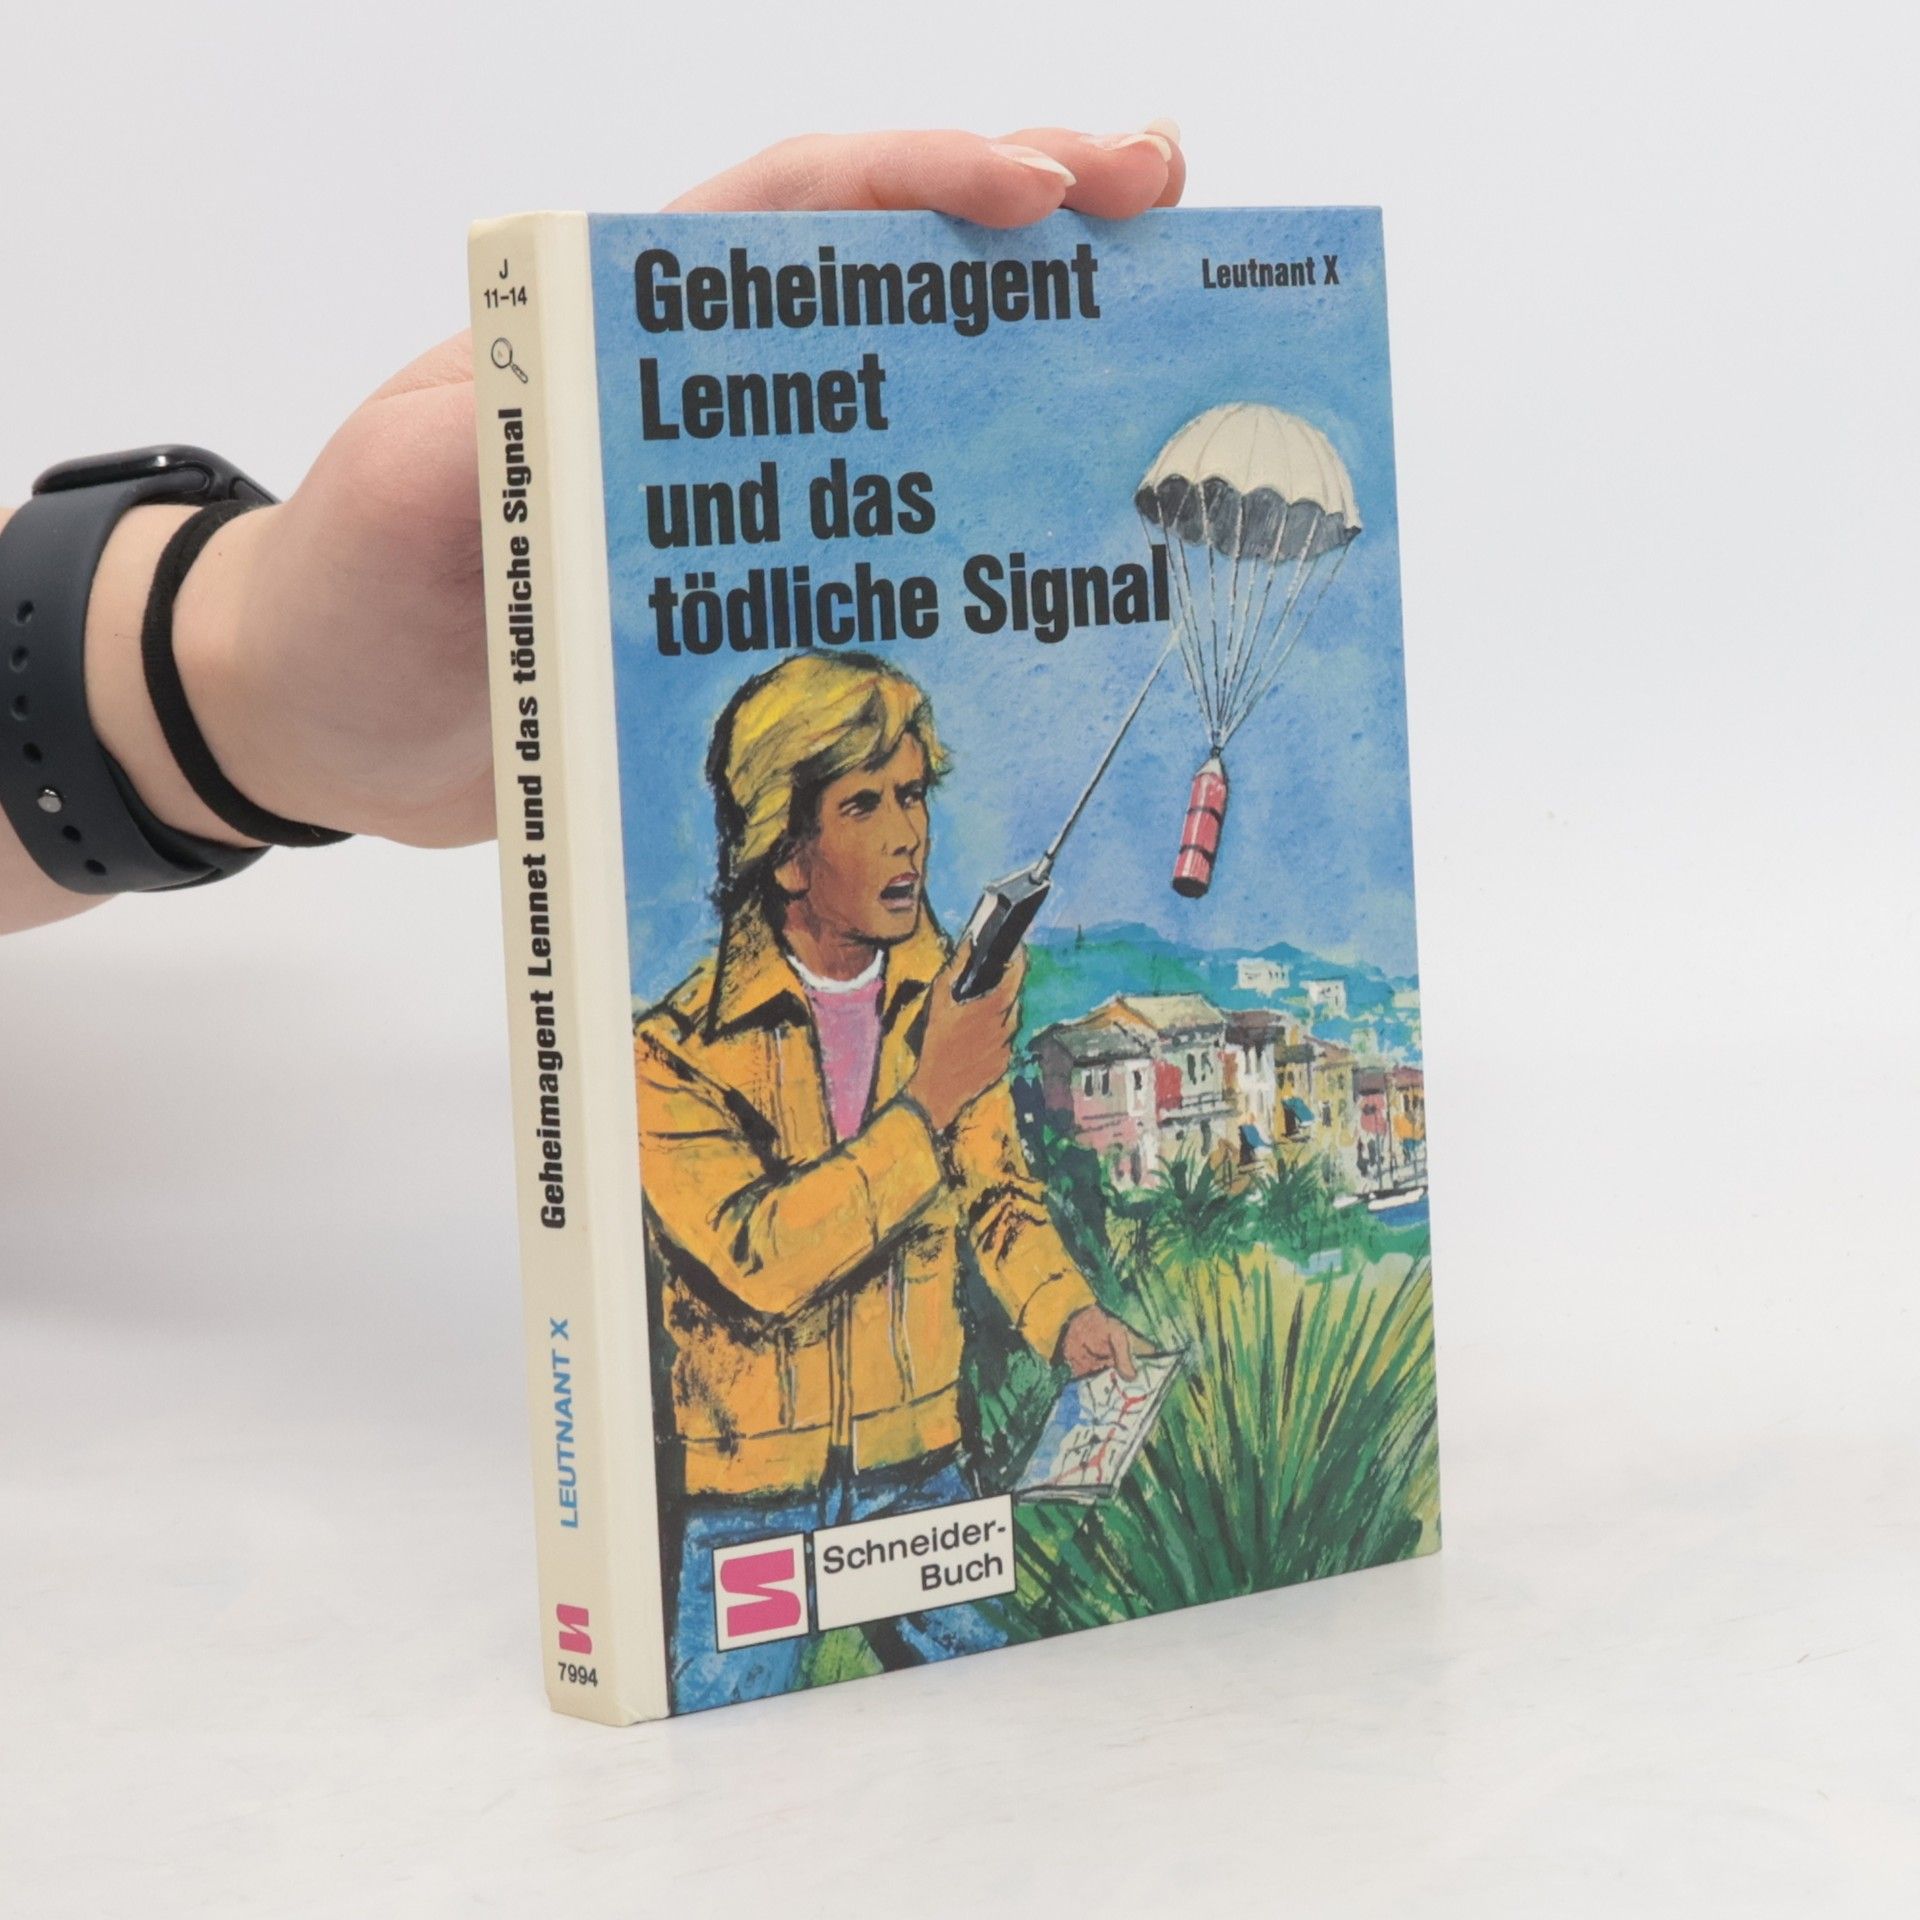 J
11-14
Geheimagent Lennet und das tödliche Signal
LEUTNANT X
7994
Geheimagent
Lennet
und das
tödliche Signal
Leutnant X
Schneider-
Buch